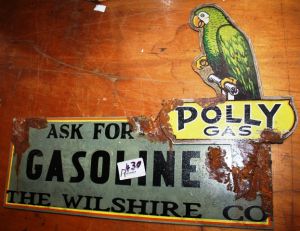 POLLY
GAS
ASK FOR
GASOLINE
THE WILSHIRE CO